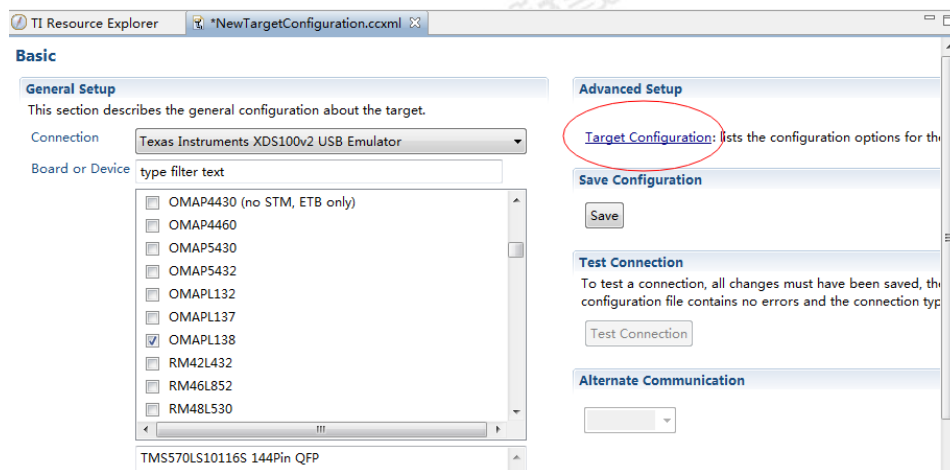 TI Resource Explorer
*NewTargetConfiguration.ccxml
Basic
General Setup
This section describes the general configuration about the target.
Connection
Texas Instruments XDS100v2 USB Emulator
Board or Device
type filter text
OMAP4430 (no STM, ETB only)
OMAP4460
OMAP5430
OMAP5432
OMAPL132
OMAPL137
OMAPL138
RM42L432
RM46L852
RM48L530
TMS570LS10116S 144Pin QFP
Advanced Setup
Target Configuration: lists the configuration options for the
Save Configuration
Save
Test Connection
To test a connection, all changes must have been saved, the
configuration file contains no errors and the connection typ
Test Connection
Alternate Communication